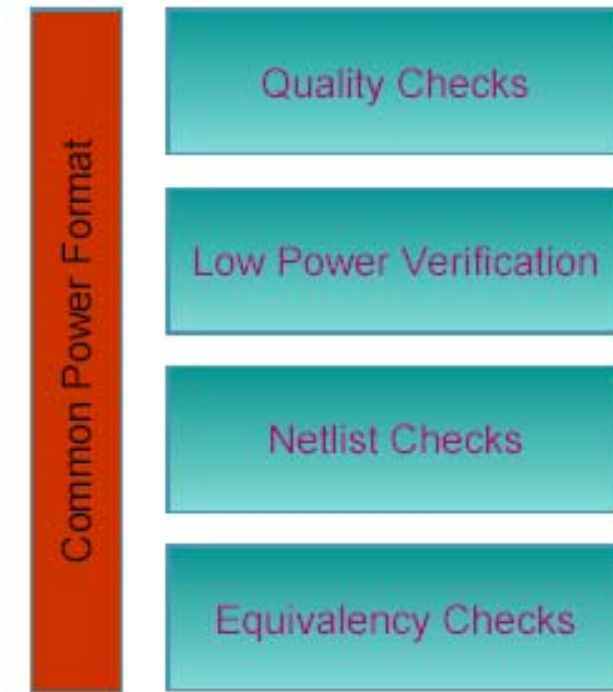 Common Power Format
Quality Checks
Low Power Verification
Netlist Checks
Equivalency Checks